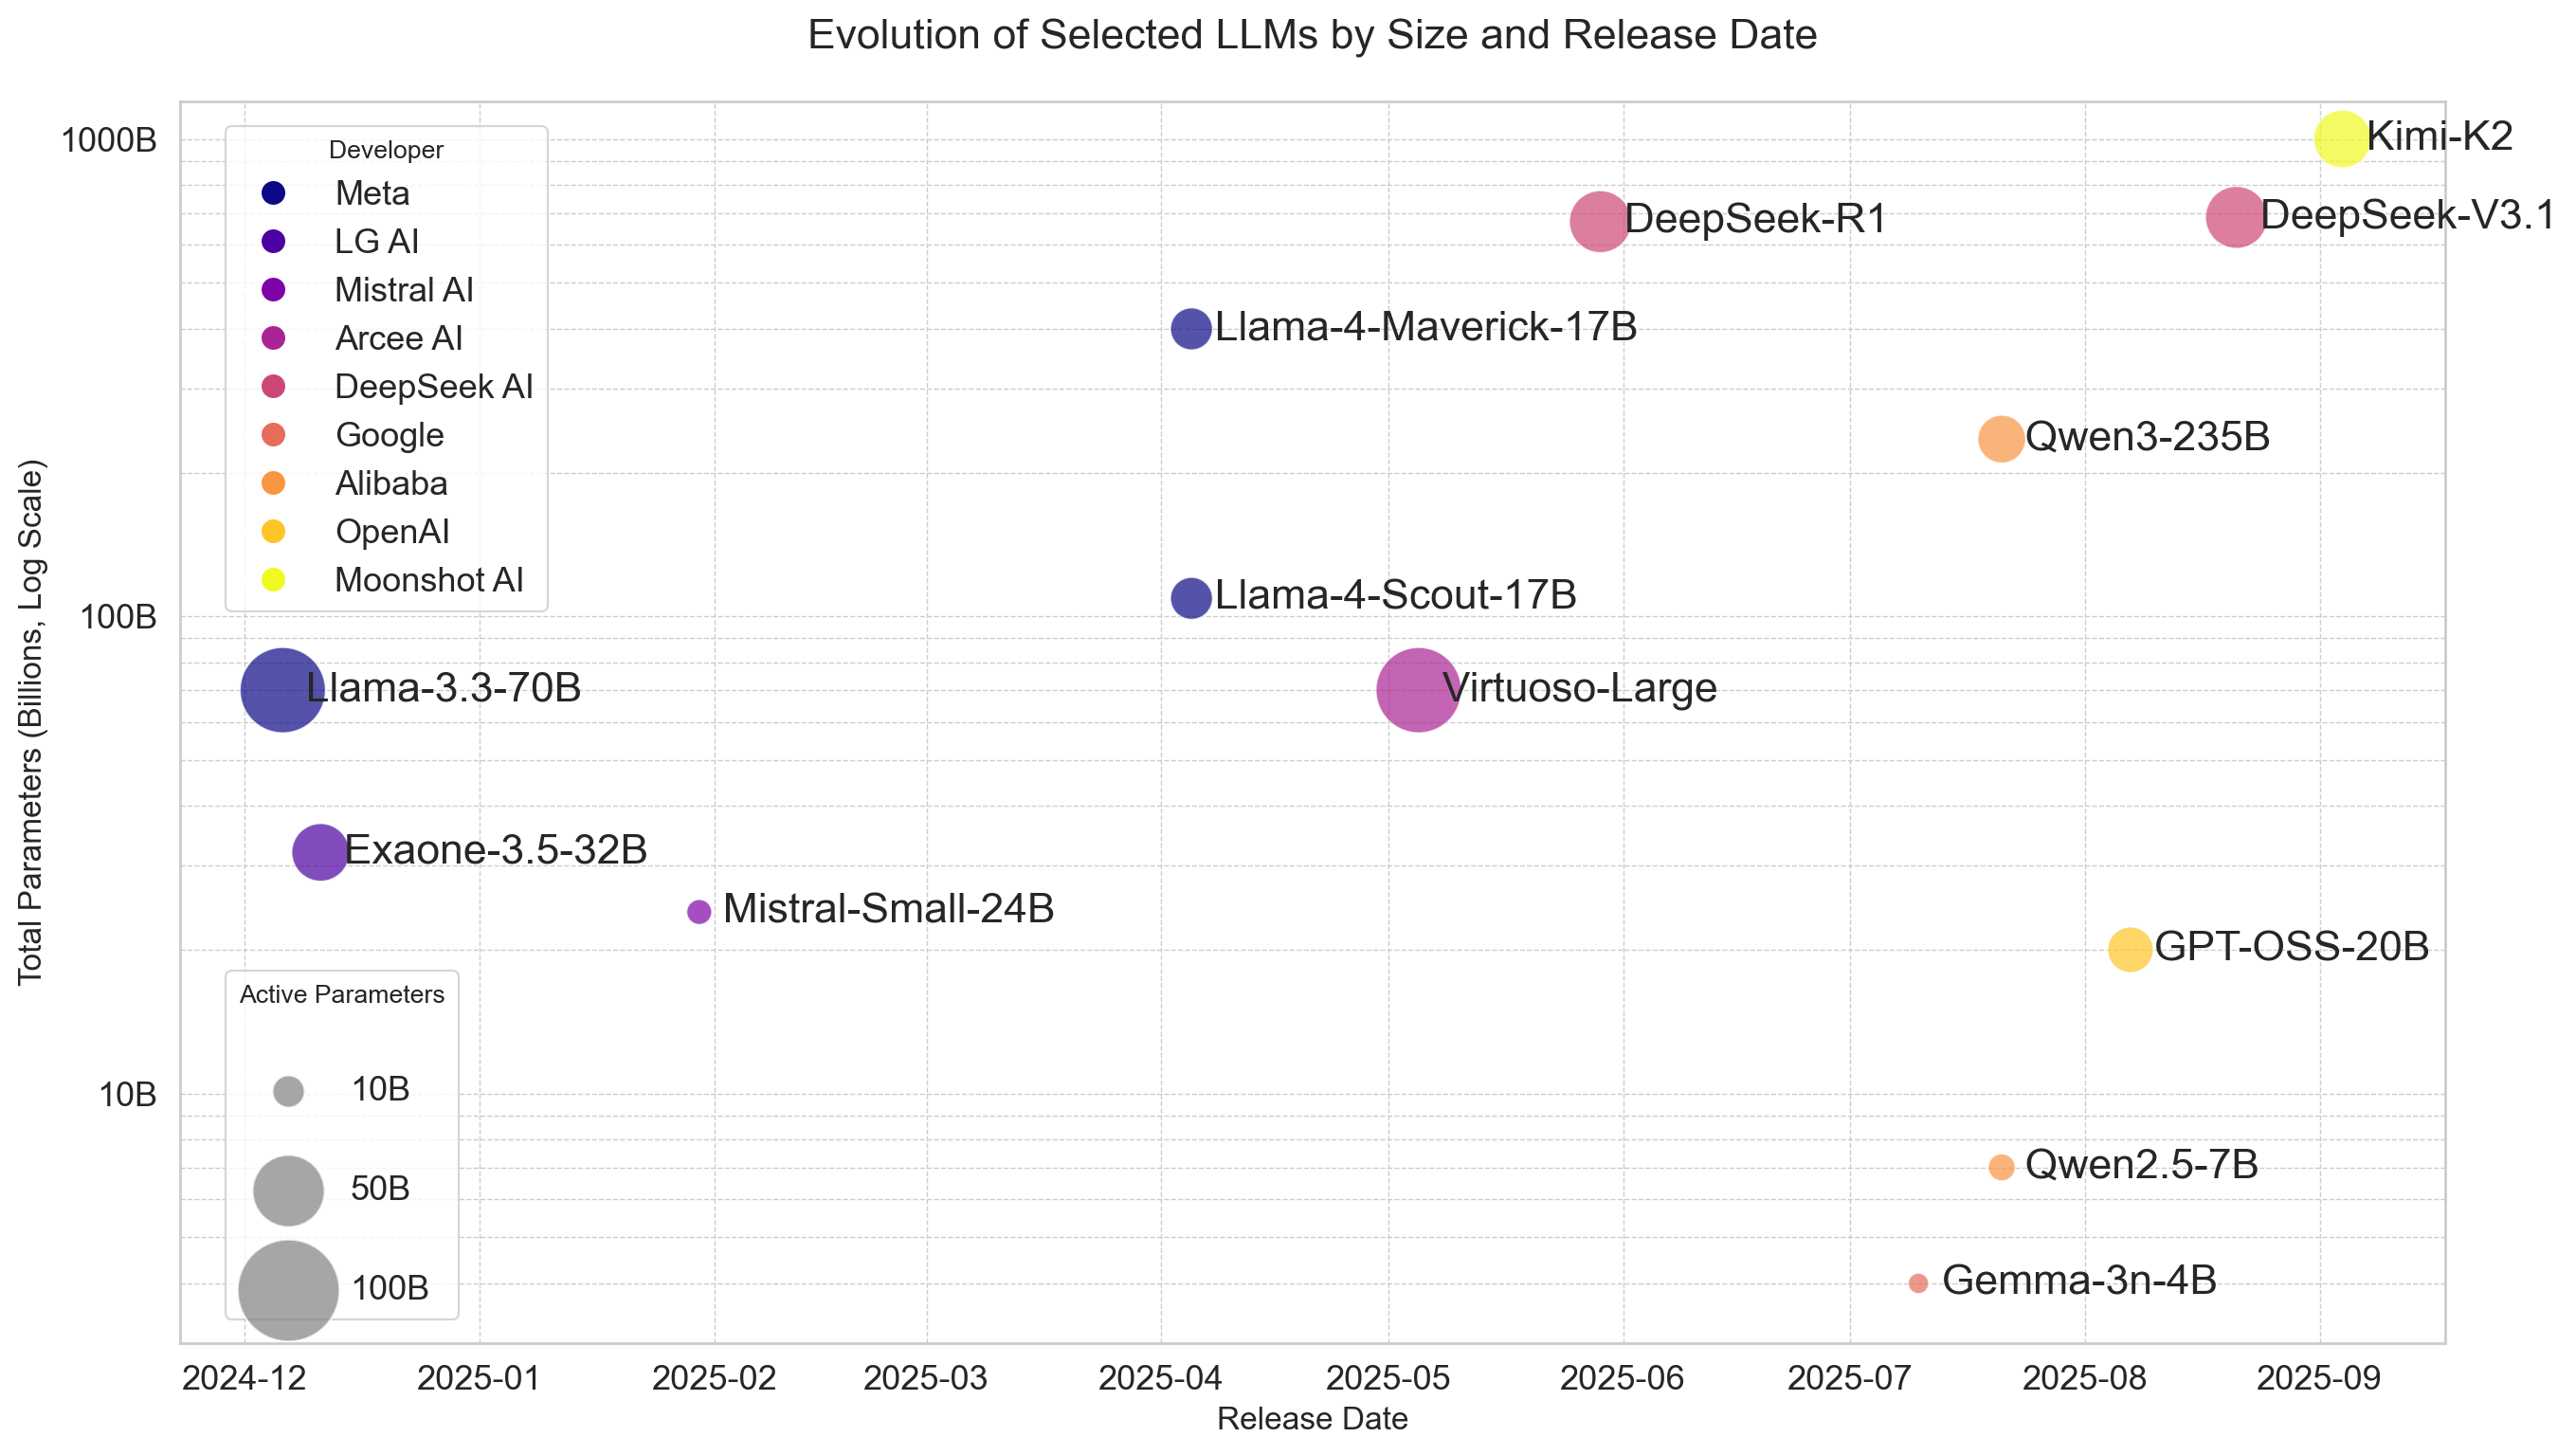 Evolution of Selected LLMs by Size and Release Date
1000B
100B
10B
Total Parameters (Billions, Log Scale)
Developer
Meta
LG AI
Mistral AI
Arcee AI
DeepSeek AI
Google
Alibaba
OpenAI
Moonshot AI
Kimi-K2
DeepSeek-V3.1
DeepSeek-R1
Llama-4-Maverick-17B
Qwen3-235B
Llama-4-Scout-17B
Llama-3.3-70B
Virtuoso-Large
Exaone-3.5-32B
Mistral-Small-24B
GPT-OSS-20B
Qwen2.5-7B
Gemma-3n-4B
Active Parameters
10B
50B
100B
2024-12
2025-01
2025-02
2025-03
2025-04
2025-05
2025-06
2025-07
2025-08
2025-09
Release Date